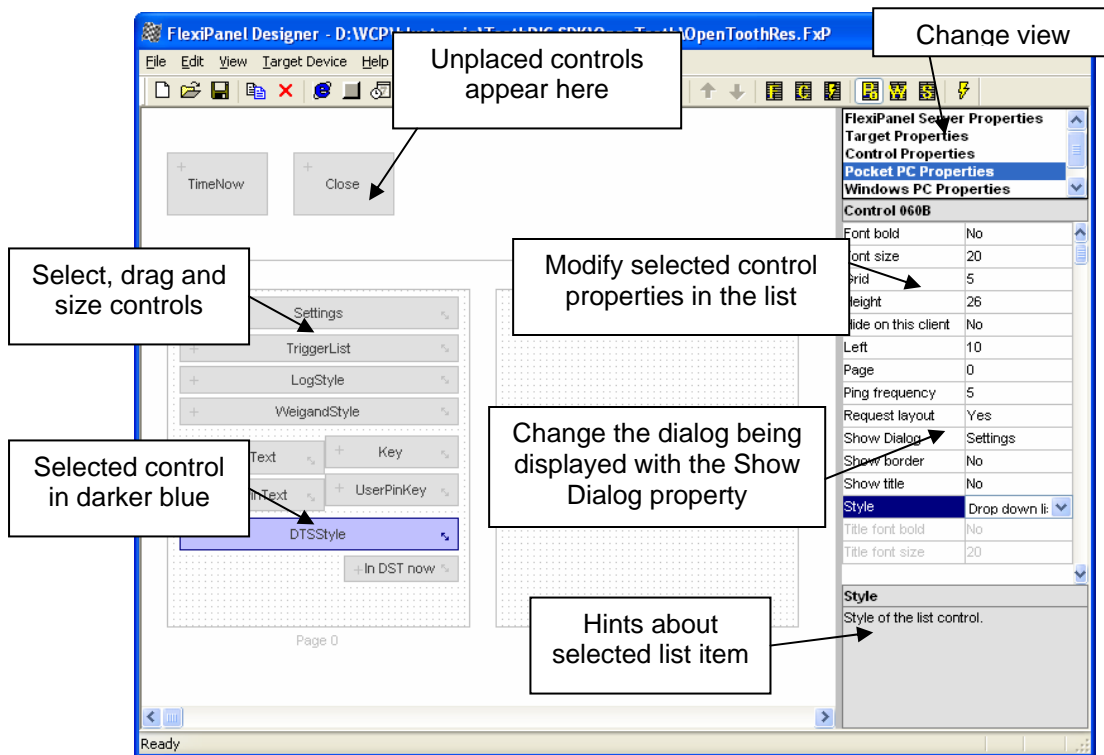 FlexiPanel Designer -
OpenToothRes.FxP
Change view
File Edit View Target Device Help
Unplaced controls
appear here
FlexiPanel Server Properties
Target Properties
Control Properties
Pocket PC Properties
Windows PC Properties
TimeNow
Close
Control 060B
Font bold No
Font size 20
Grid 5
Height 26
Hide on this client No
Left 10
Page 0
Ping frequency 5
Request layout Yes
Show Dialog Settings
Show border No
Show title No
Style Drop down li
Title font bold No
Title font size 20
Select, drag and
size controls
Modify selected control
properties in the list
Settings
TriggerList
LogStyle
WeigandStyle
Text
Key
UserPinKey
DTSStyle
In DST now
Selected control
in darker blue
Change the dialog being
displayed with the Show
Dialog property
Page 0
Hints about
selected list item
Style
Style of the list control.
Ready